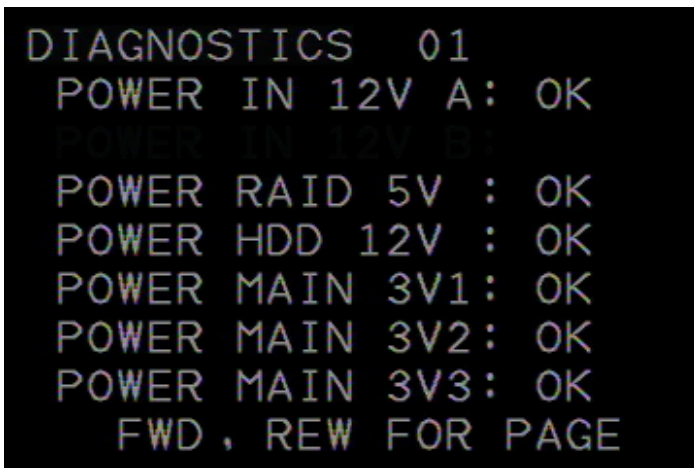 DIAGNOSTICS 01
POWER IN 12V A: OK
POWER IN 12V B:
POWER RAID 5V : OK
POWER HDD 12V : OK
POWER MAIN 3V1: OK
POWER MAIN 3V2: OK
POWER MAIN 3V3: OK
FWD, REW FOR PAGE